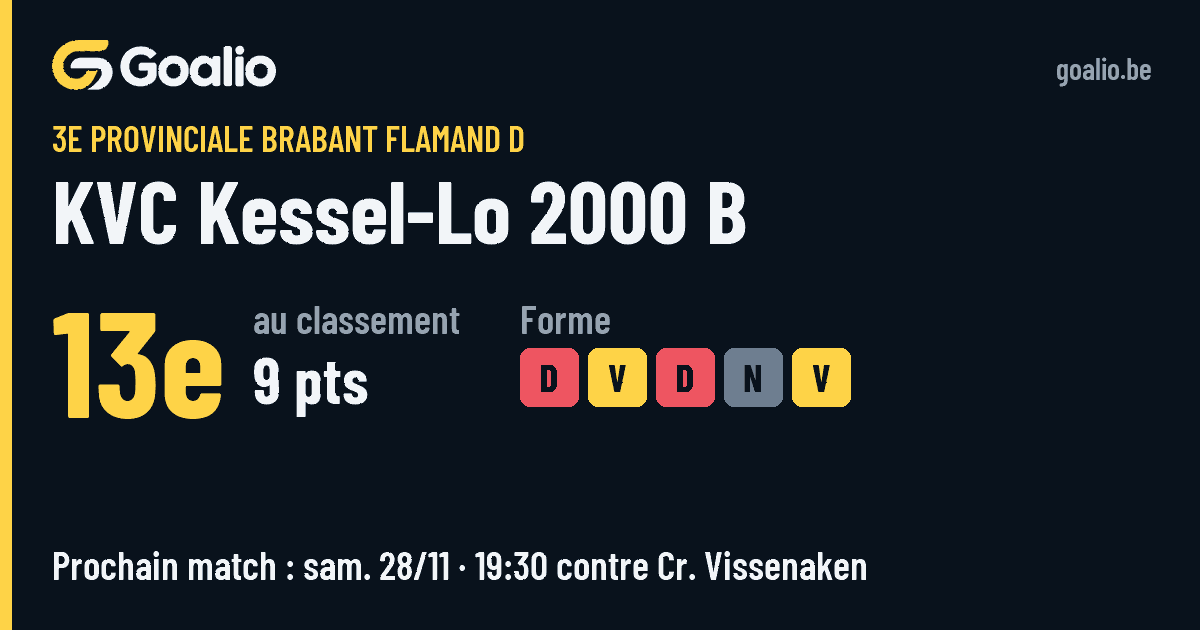 Goalio
goalio.be
3E PROVINCIALE BRABANT FLAMAND D
KVC Kessel-Lo 2000 B
13e
au classement
9 pts
Forme
D V D N V
Prochain match : sam. 28/11 · 19:30 contre Cr. Vissenaken